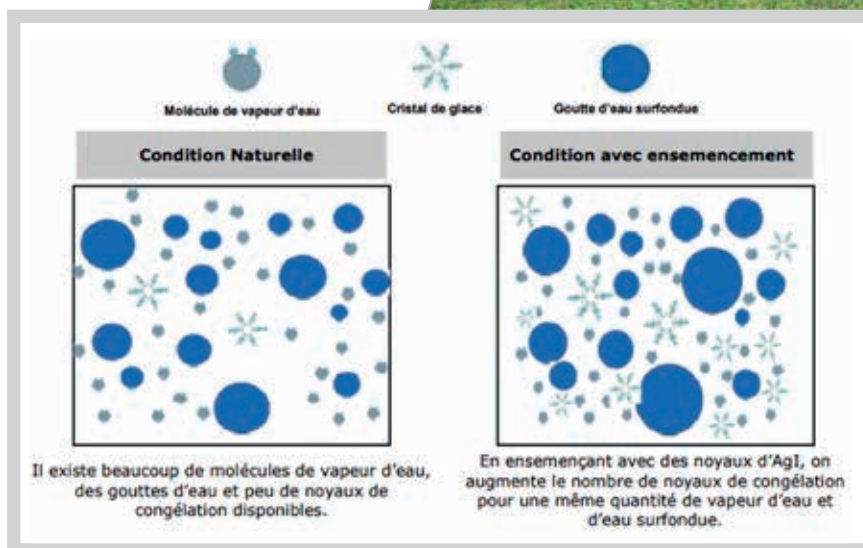 Molécule de vapeur d'eau
Cristal de glace
Goutte d'eau surfondue
Condition Naturelle
Condition avec ensemencement
Il existe beaucoup de molécules de vapeur d'eau,
des gouttes d'eau et peu de noyaux de
congélation disponibles.
En ensemençant avec des noyaux d'AgI, on
augmente le nombre de noyaux de congélation
pour une même quantité de vapeur d'eau et
d'eau surfondue.